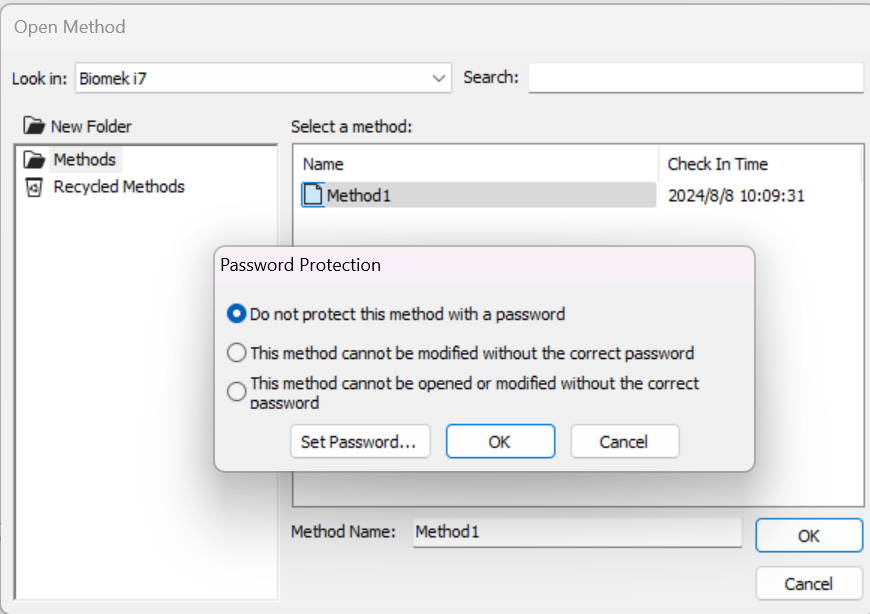 Open Method
Look in: Biomek i7 Search:
New Folder
Select a method:
Methods
Recycled Methods
Name Check In Time
Method1 2024/8/8 10:09:31
Password Protection
Do not protect this method with a password
This method cannot be modified without the correct password
This method cannot be opened or modified without the correct
password
Set Password... OK Cancel
Method Name: Method1 OK
Cancel